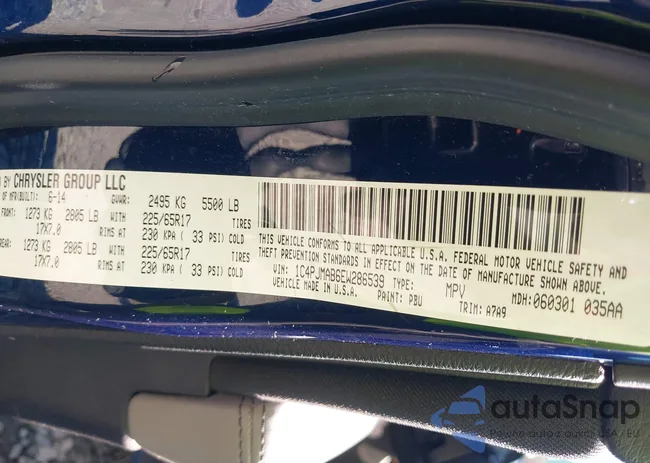 D BY CHRYSLER GROUP LLC
OF MFR(BUILT): 6-14 GVWR: 2495 KG 5500 LB
FRONT: 1273 KG 2805 LB WITH 225/65R17 TIRES
17X7.0 RIMS AT 230 KPA ( 33 PSI) COLD
REAR: 1273 KG 2805 LB WITH 225/65R17 TIRES
17X7.0 RIMS AT 230 KPA ( 33 PSI) COLD
THIS VEHICLE CONFORMS TO ALL APPLICABLE U.S.A. FEDERAL MOTOR VEHICLE SAFETY AND
THEFT PREVENTION STANDARDS IN EFFECT ON THE DATE OF MANUFACTURE SHOWN ABOVE.
VIN: 1C4PJMAB6EW286539 TYPE: MPV MDH: 060301 035AA
VEHICLE MADE IN U.S.A. PAINT: PBU TRIM: A7A9
autaSnap